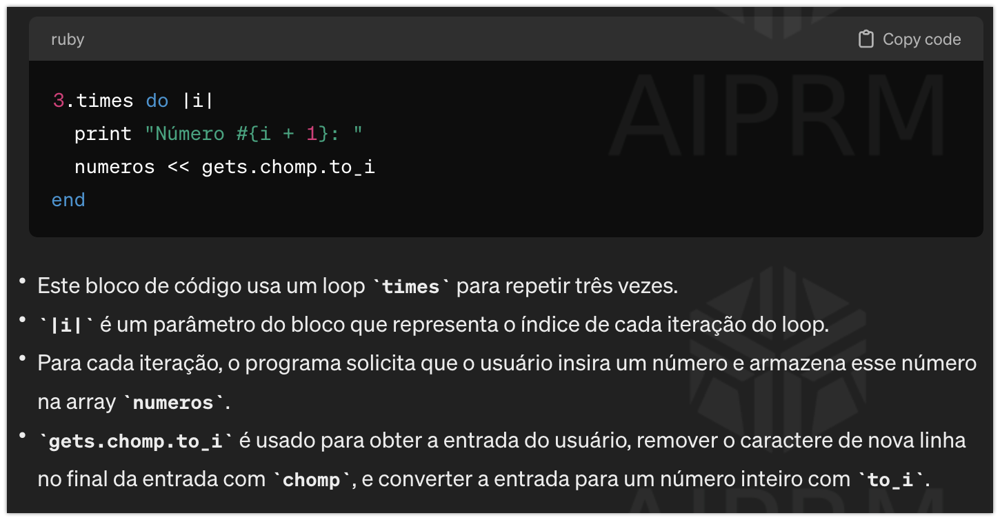 ruby
Copy code
AIPRM
3.times do |i|
  print "Número #{i + 1}: "
  numeros << gets.chomp.to_i
end
• Este bloco de código usa um loop `times` para repetir três vezes.
• `|i|` é um parâmetro do bloco que representa o índice de cada iteração do loop.
• Para cada iteração, o programa solicita que o usuário insira um número e armazena esse número
na array `numeros`.
• `gets.chomp.to_i` é usado para obter a entrada do usuário, remover o caractere de nova linha
no final da entrada com `chomp`, e converter a entrada para um número inteiro com `to_i`.
AIPRM